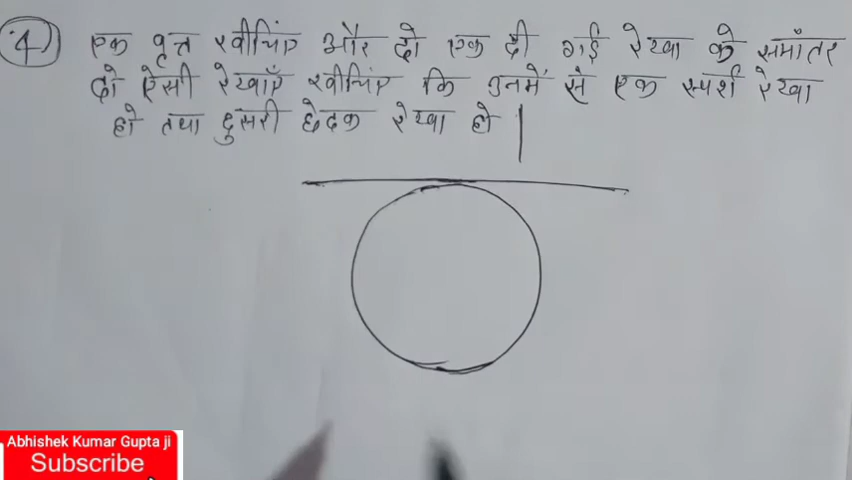 4 एक वृत्त खींचिए और दो एक दी गई रेखा के समांतर
दो ऐसी रेखाएँ खींचिए कि उनमें से एक स्पर्श रेखा
हो तथा दुसरी छेदक रेखा हो |
Abhishek Kumar Gupta ji
Subscribe